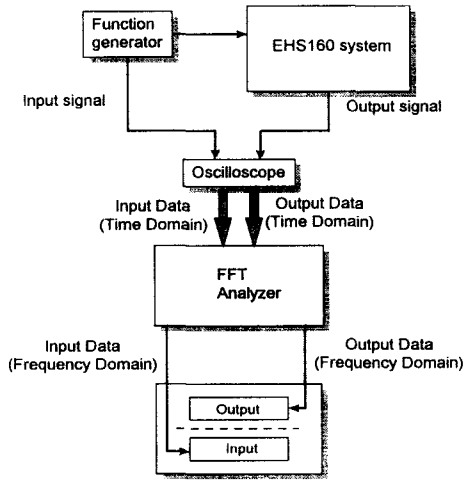 Function
generator
EHS160 system
Input signal
Output signal
Oscilloscope
Input Data
(Time Domain)
Output Data
(Time Domain)
FFT
Analyzer
Input Data
(Frequency Domain)
Output Data
(Frequency Domain)
Output
Input